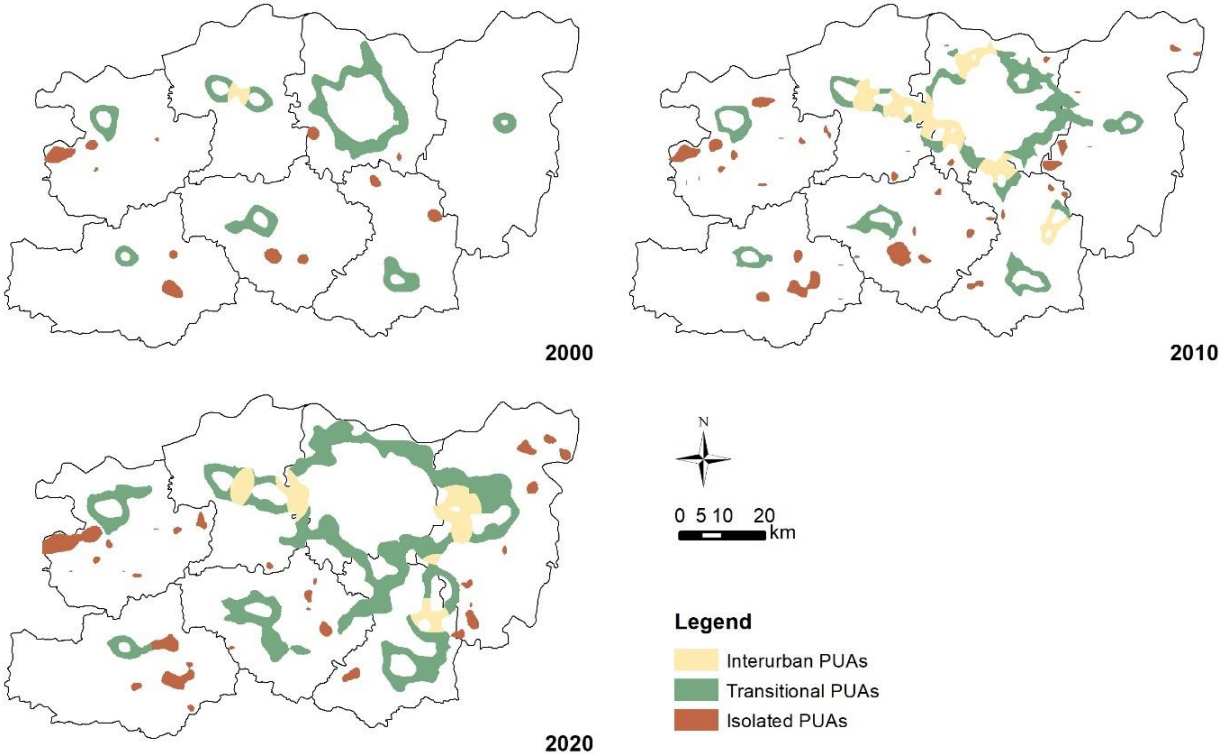 2000
2010
2020
N
0 5 10 20
km
Legend
Interurban PUAs
Transitional PUAs
Isolated PUAs